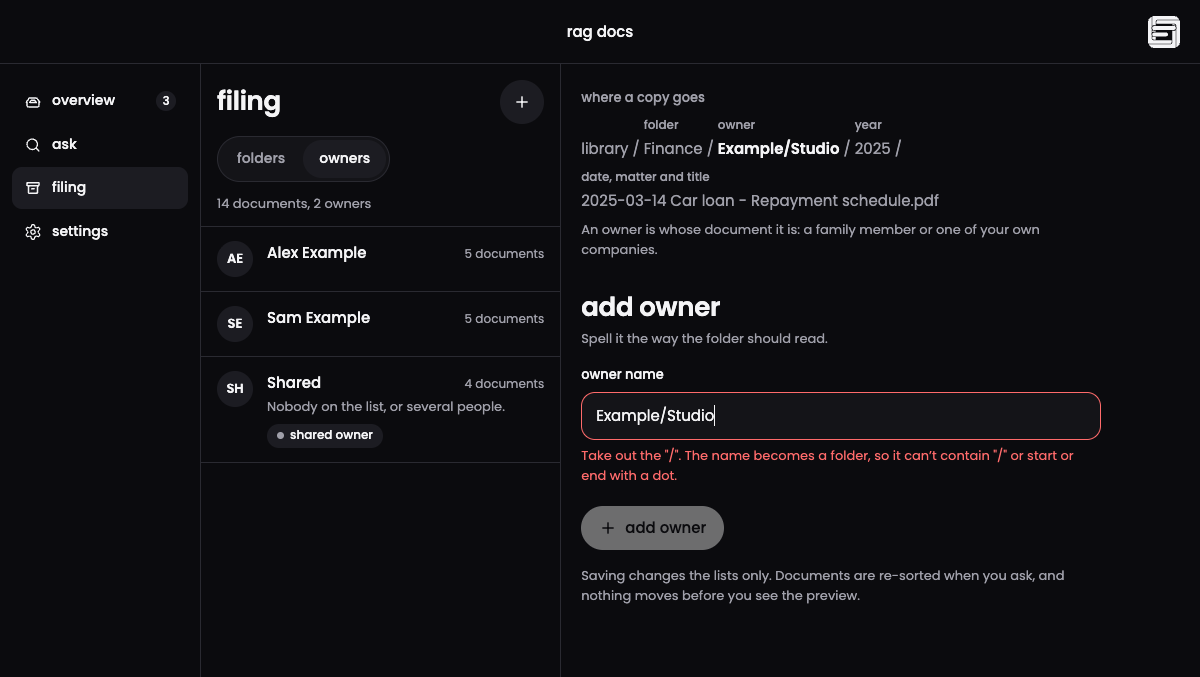 rag docs
overview 3
ask
filing
settings
filing
+
folders owners
14 documents, 2 owners
AE Alex Example 5 documents
SE Sam Example 5 documents
SH Shared 4 documents
Nobody on the list, or several people.
shared owner
where a copy goes
folder owner year
library / Finance / Example/Studio / 2025 /
date, matter and title
2025-03-14 Car loan - Repayment schedule.pdf
An owner is whose document it is: a family member or one of your own
companies.
add owner
Spell it the way the folder should read.
owner name
Example/Studio
Take out the "/". The name becomes a folder, so it can’t contain "/" or start or
end with a dot.
+ add owner
Saving changes the lists only. Documents are re-sorted when you ask, and
nothing moves before you see the preview.